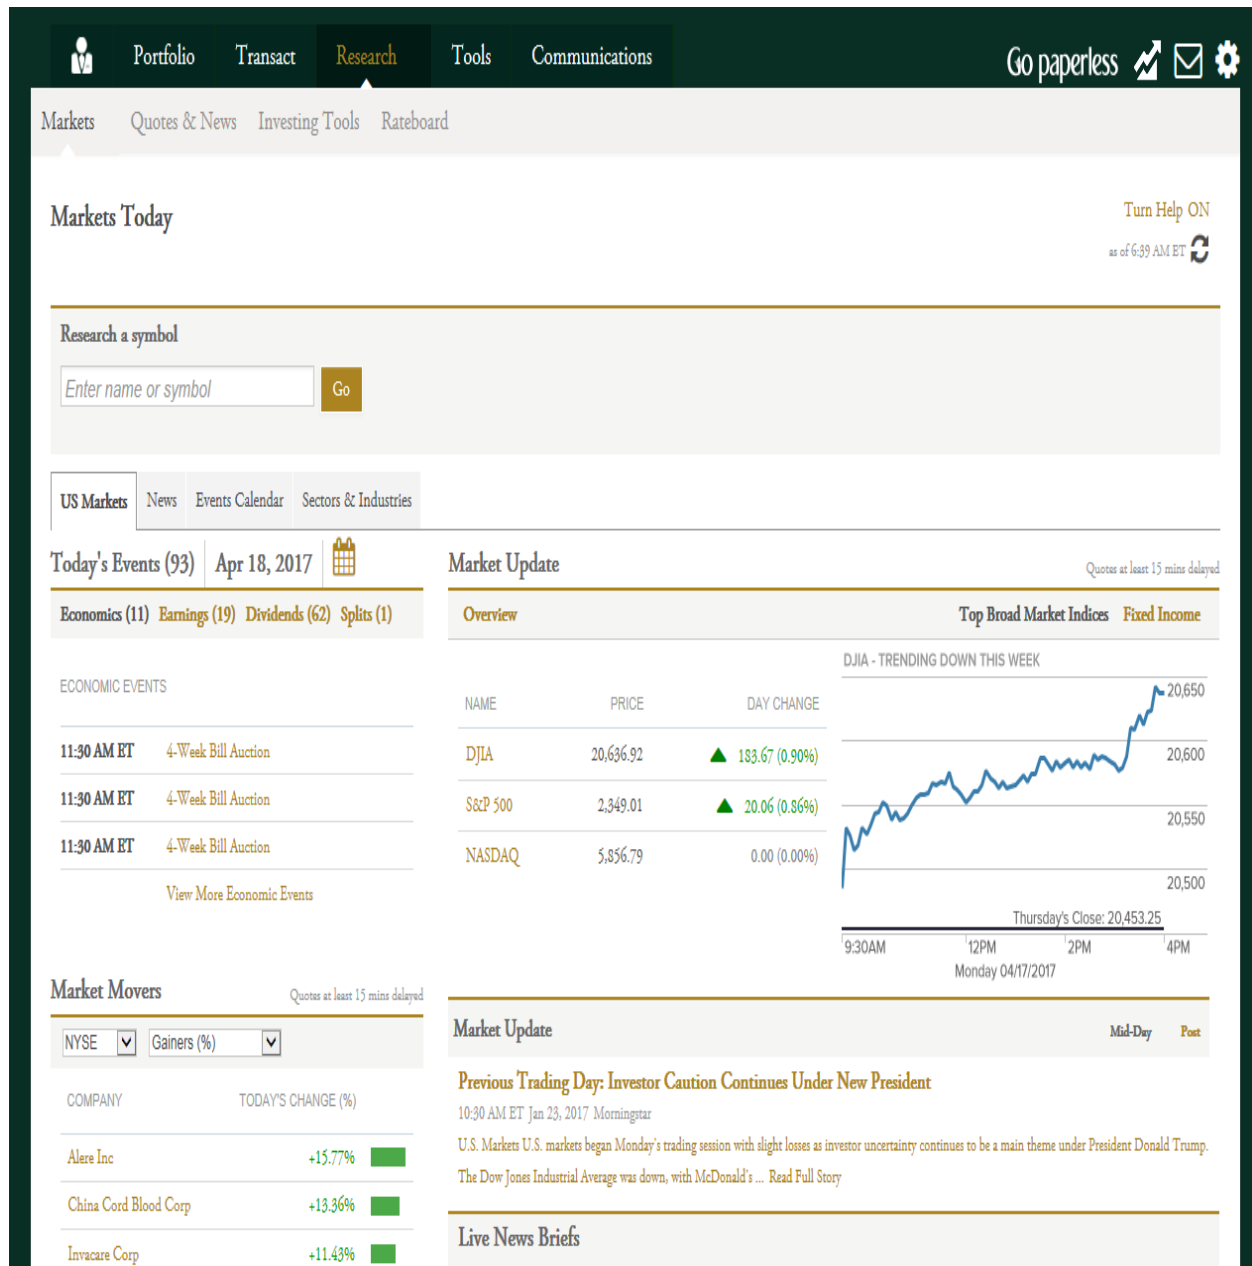 Portfolio Transact Research Tools Communications Go paperless
Markets Quotes & News Investing Tools Rateboard
Markets Today
Turn Help ON
as of 6:39 AM ET
Research a symbol
Enter name or symbol Go
US Markets News Events Calendar Sectors & Industries
Today's Events (93) Apr 18, 2017
Economics (11) Earnings (19) Dividends (62) Splits (1)
ECONOMIC EVENTS
11:30 AM ET 4-Week Bill Auction
11:30 AM ET 4-Week Bill Auction
11:30 AM ET 4-Week Bill Auction
View More Economic Events
Market Update Quotes at least 15 mins delayed
Overview Top Broad Market Indices Fixed Income
NAME PRICE DAY CHANGE
DJIA 20,636.92 183.67 (0.90%)
S&P 500 2,349.01 20.06 (0.86%)
NASDAQ 5,856.79 0.00 (0.00%)
DJIA - TRENDING DOWN THIS WEEK
20,650
20,600
20,550
20,500
Thursday's Close: 20,453.25
9:30AM 12PM 2PM 4PM
Monday 04/17/2017
Market Movers Quotes at least 15 mins delayed
NYSE Gainers (%)
COMPANY TODAY'S CHANGE (%)
Alere Inc +15.77%
China Cord Blood Corp +13.36%
Invacare Corp +11.43%
Market Update Mid-Day Post
Previous Trading Day: Investor Caution Continues Under New President
10:30 AM ET Jan 23, 2017 Morningstar
U.S. Markets U.S. markets began Monday's trading session with slight losses as investor uncertainty continues to be a main theme under President Donald Trump.
The Dow Jones Industrial Average was down, with McDonald's ... Read Full Story
Live News Briefs